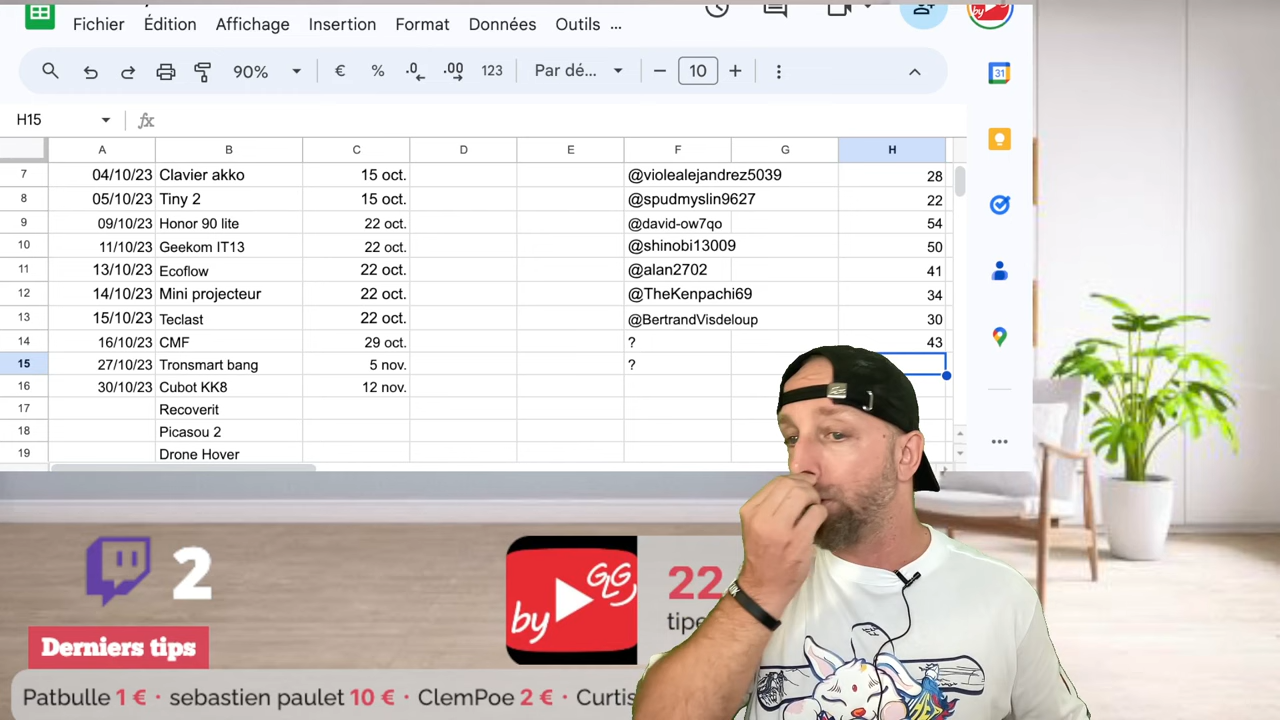 Fichier Édition Affichage Insertion Format Données Outils ...
90% € % .0 .00 123 Par dé... 10
31
H15 fx
A B C D E F G H
7 04/10/23 Clavier akko 15 oct. @violealejandrez5039 28
8 05/10/23 Tiny 2 15 oct. @spudmyslin9627 22
9 09/10/23 Honor 90 lite 22 oct. @david-ow7qo 54
10 11/10/23 Geekom IT13 22 oct. @shinobi13009 50
11 13/10/23 Ecoflow 22 oct. @alan2702 41
12 14/10/23 Mini projecteur 22 oct. @TheKenpachi69 34
13 15/10/23 Teclast 22 oct. @BertrandVisdeloup 30
14 16/10/23 CMF 29 oct. ? 43
15 27/10/23 Tronsmart bang 5 nov. ?
16 30/10/23 Cubot KK8 12 nov.
17 Recoverit
18 Picasou 2
19 Drone Hover
2
by GLG
22
Derniers tips
Patbulle 1 € · sebastien paulet 10 € · ClemPoe 2 € · Curtis